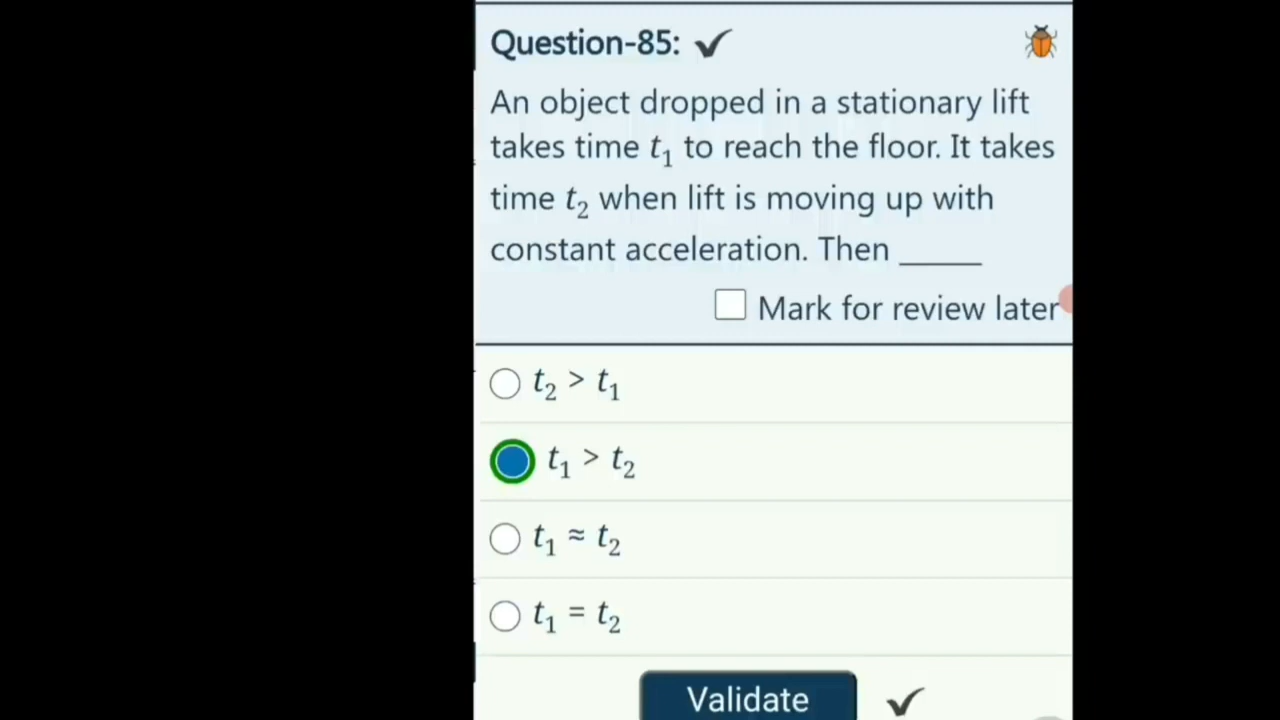 Question-85: ✔
An object dropped in a stationary lift
takes time t₁ to reach the floor. It takes
time t₂ when lift is moving up with
constant acceleration. Then _____
Mark for review later
t₂ > t₁
t₁ > t₂
t₁ ≈ t₂
t₁ = t₂
Validate ✔